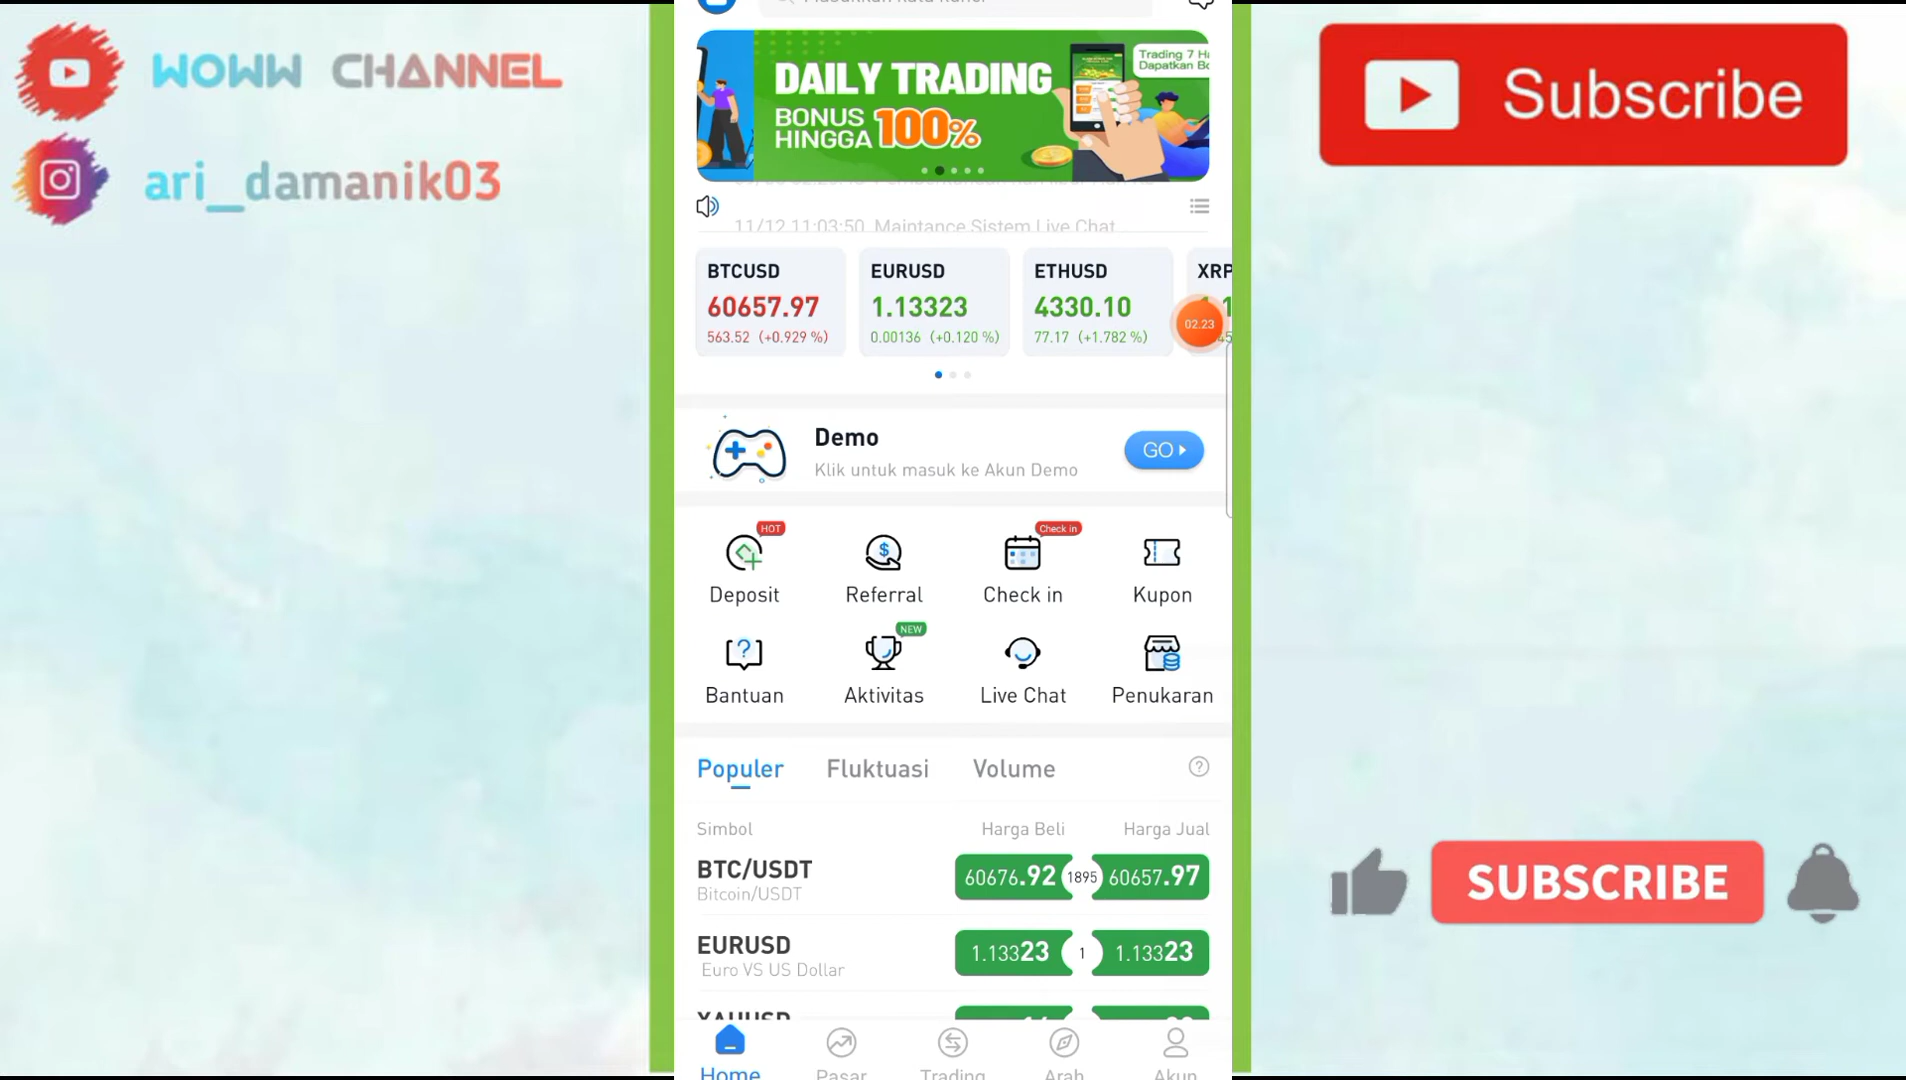 WOWW CHANNEL
ari_damanik03
Subscribe
Trading 7 Ha
Dapatkan Bo
DAILY TRADING
BONUS
HINGGA 100%
11/12 11:03:50 Maintance Sistem Live Chat
BTCUSD
60657.97
563.52 (+0.929 %)
EURUSD
1.13323
0.00136 (+0.120 %)
ETHUSD
4330.10
77.17 (+1.782 %)
XRP
02.23
Demo
Klik untuk masuk ke Akun Demo
GO
HOT
Deposit
Referral
Check in
Check in
Kupon
Bantuan
NEW
Aktivitas
Live Chat
Penukaran
Populer Fluktuasi Volume
Simbol Harga Beli Harga Jual
BTC/USDT 60676.92 1895 60657.97
Bitcoin/USDT
EURUSD 1.13323 1 1.13323
Euro VS US Dollar
XAUUSD
Home Pasar Trading Arah Akun
SUBSCRIBE